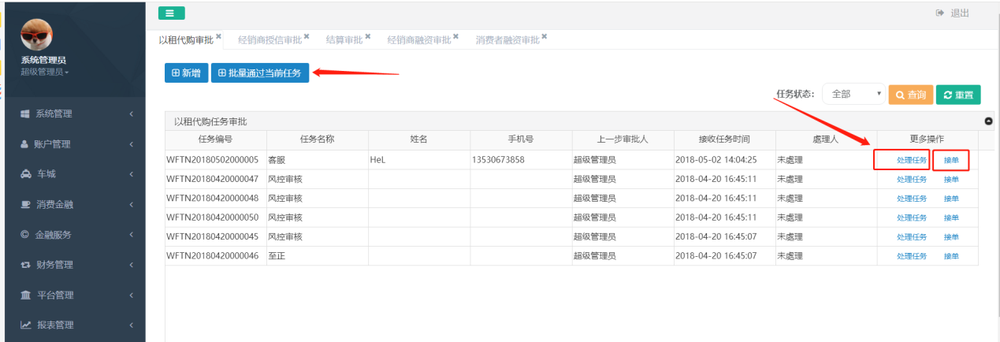 退出
系统管理员
超级管理员
以租代购审批 经销商授信审批 结算审批 经销商融资审批 消费者融资审批
新增 批量通过当前任务
任务状态: 全部 查询 重置
系统管理
账户管理
车城
消费金融
金融服务
财务管理
平台管理
报表管理
以租代购任务审批
任务编号 任务名称 姓名 手机号 上一步审批人 接收任务时间 處理人 更多操作
WFTN20180502000005 客服 HeL 13530673858 超级管理员 2018-05-02 14:04:25 未處理 处理任务 接单
WFTN20180420000047 风控审核 超级管理员 2018-04-20 16:45:11 未處理 处理任务 接单
WFTN20180420000048 风控审核 超级管理员 2018-04-20 16:45:11 未處理 处理任务 接单
WFTN20180420000050 风控审核 超级管理员 2018-04-20 16:45:11 未處理 处理任务 接单
WFTN20180420000045 风控审核 超级管理员 2018-04-20 16:45:07 未處理 处理任务 接单
WFTN20180420000046 至正 超级管理员 2018-04-20 16:45:07 未處理 处理任务 接单